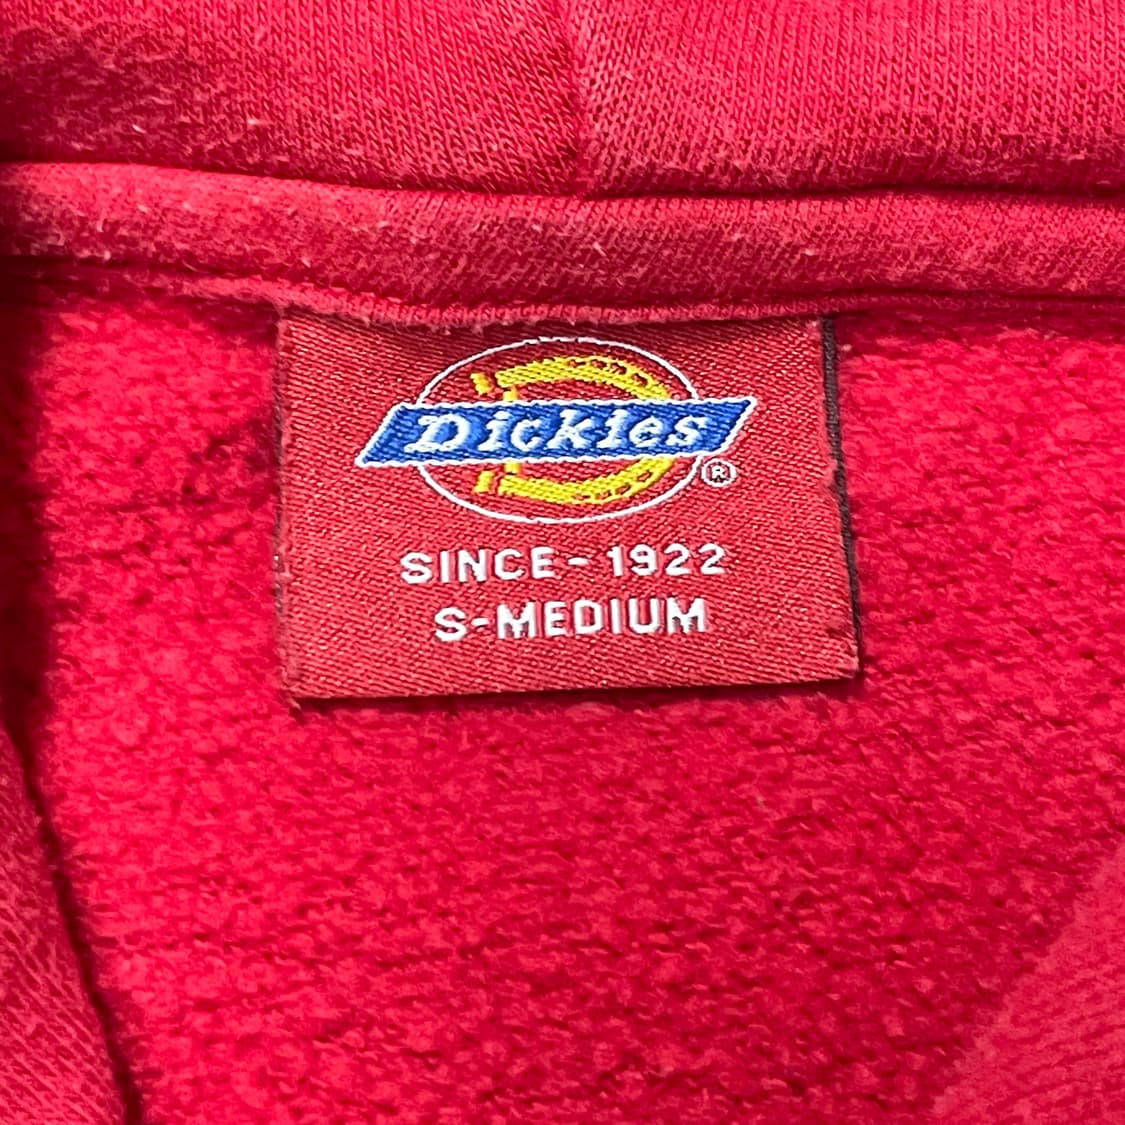 Dickies
®
SINCE-1922
S-MEDIUM